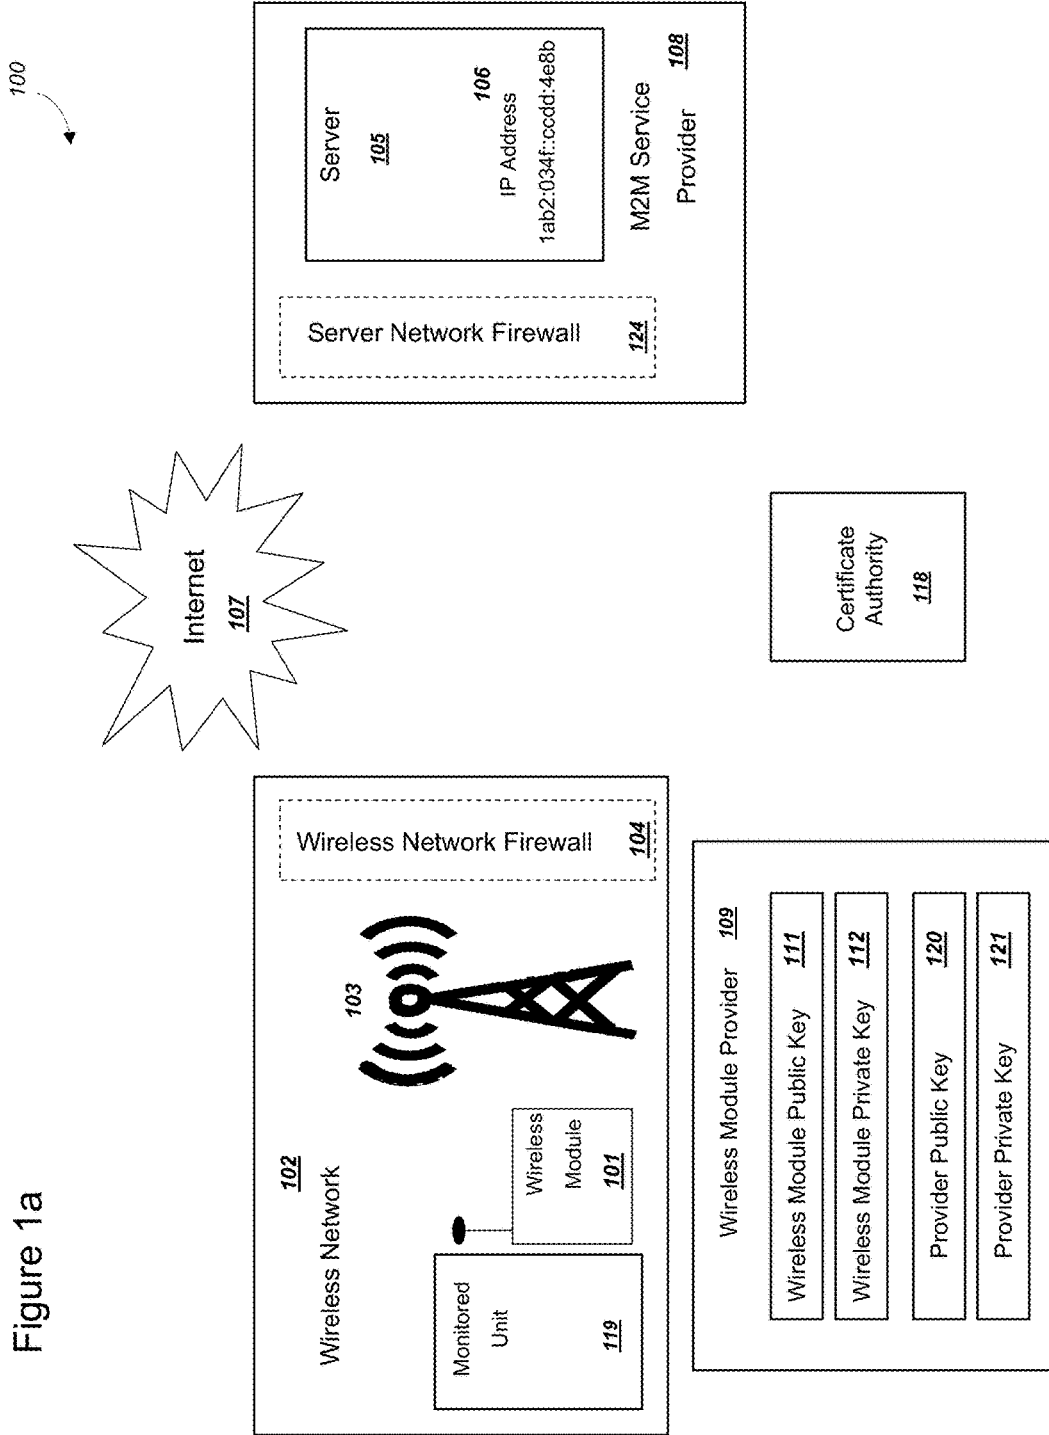 Figure 1a
100
102
Wireless Network
Monitored
Unit
119
Wireless
Module
101
103
Wireless Network Firewall
104
Internet
107
Server Network Firewall
124
Server
105
106
IP Address
1ab2:034f::ccdd:4e8b
M2M Service
Provider
108
Wireless Module Provider
109
Wireless Module Public Key
111
Wireless Module Private Key
112
Provider Public Key
120
Provider Private Key
121
Certificate
Authority
118